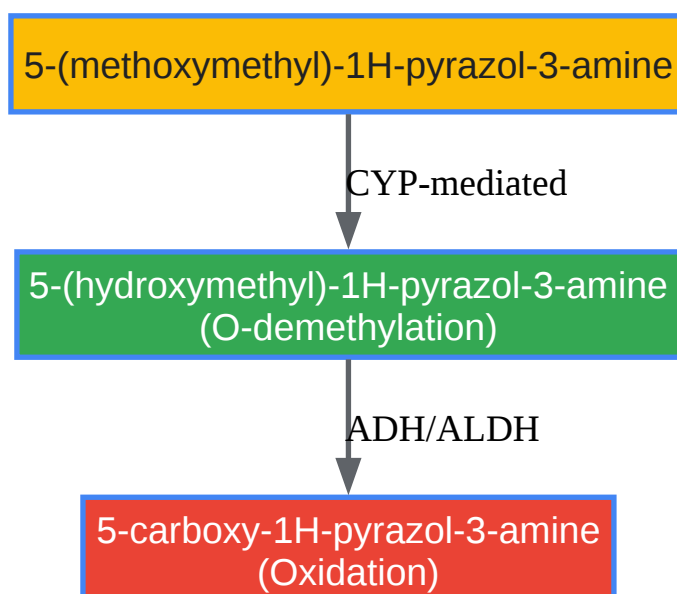 5-(methoxymethyl)-1H-pyrazol-3-amine
CYP-mediated
5-(hydroxymethyl)-1H-pyrazol-3-amine
(O-demethylation)
ADH/ALDH
5-carboxy-1H-pyrazol-3-amine
(Oxidation)